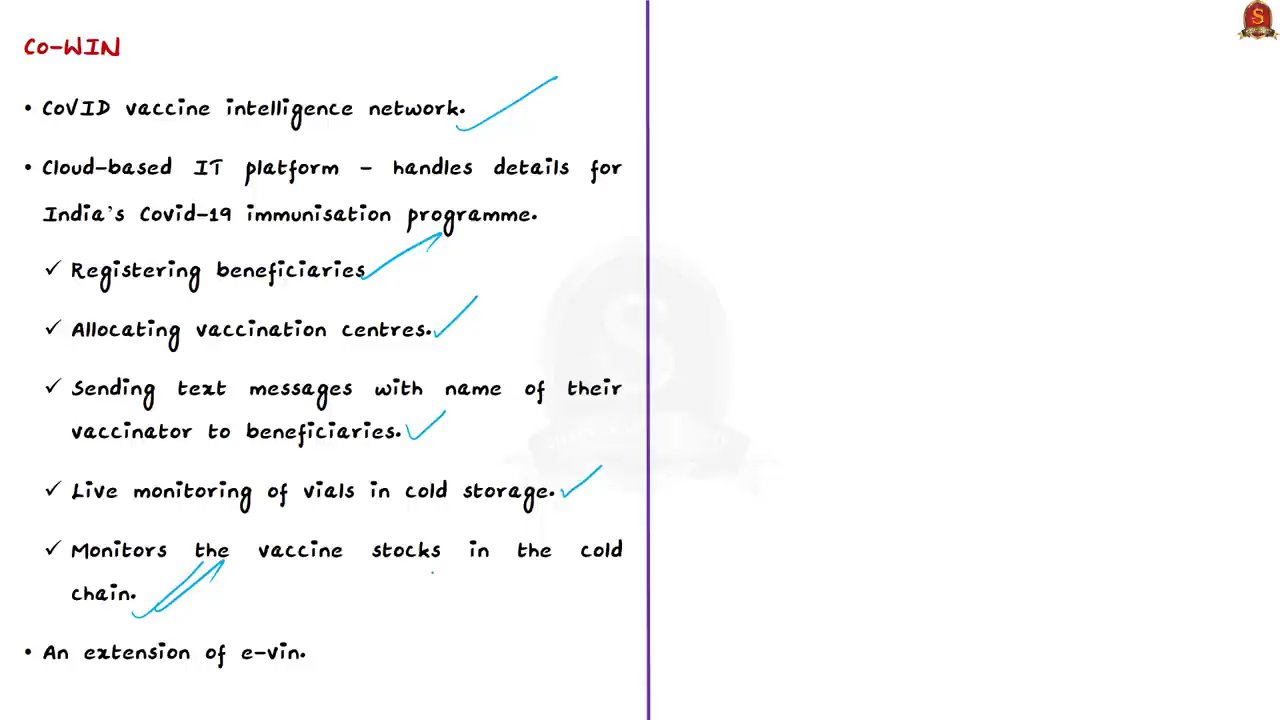 Co-WIN
• CoVID vaccine intelligence network.
• Cloud-based IT platform – handles details for
India's Covid-19 immunisation programme.
✓ Registering beneficiaries
✓ Allocating vaccination centres.
✓ Sending text messages with name of their
vaccinator to beneficiaries.
✓ Live monitoring of vials in cold storage.
✓ Monitors the vaccine stocks in the cold
chain.
• An extension of e-vin.